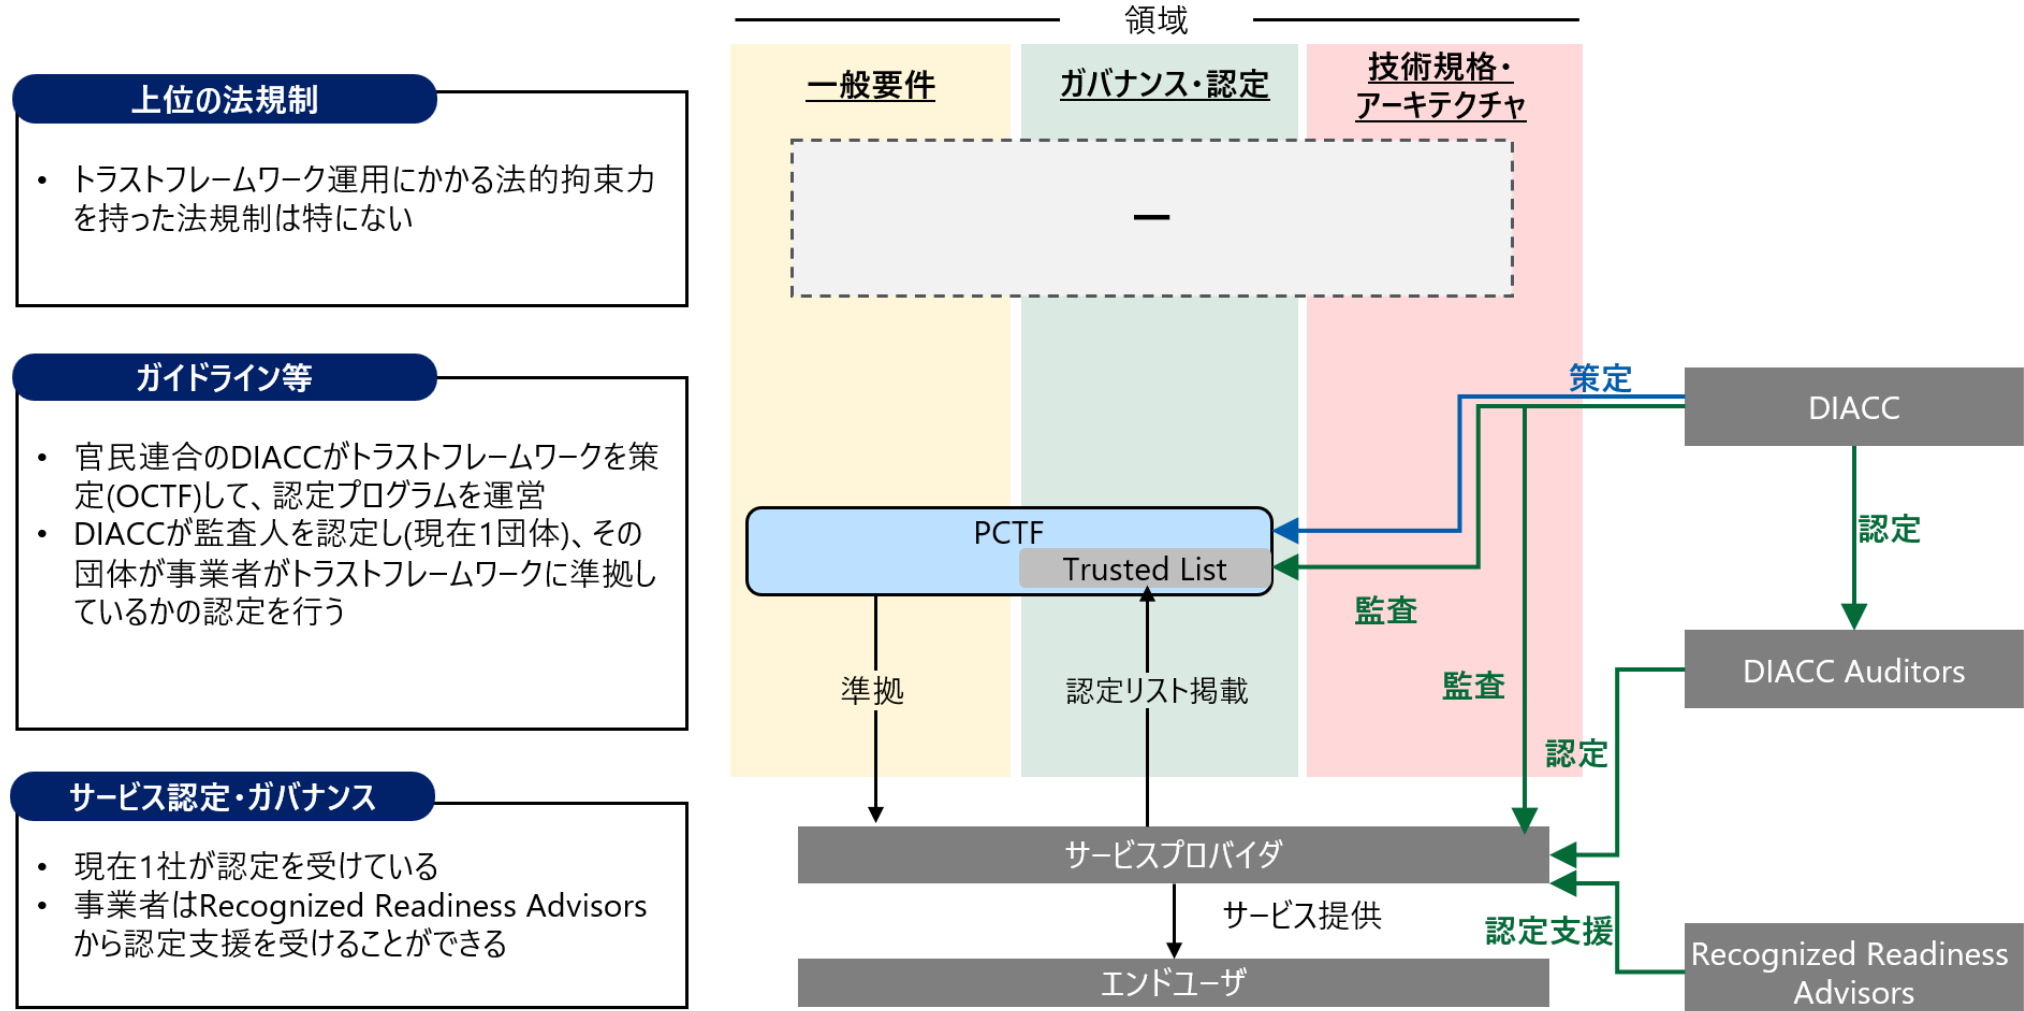 領域
一般要件
ガバナンス・認定
技術規格・
アーキテクチャ
上位の法規制
• トラストフレームワーク運用にかかる法的拘束力
を持った法規制は特にない
ー
ガイドライン等
• 官民連合のDIACCがトラストフレームワークを策
定(OCTF)して、認定プログラムを運営
• DIACCが監査人を認定し(現在1団体)、その
団体が事業者がトラストフレームワークに準拠し
ているかの認定を行う
策定
DIACC
認定
PCTF
Trusted List
監査
監査
DIACC Auditors
準拠
認定リスト掲載
認定
サービス認定・ガバナンス
• 現在1社が認定を受けている
• 事業者はRecognized Readiness Advisors
から認定支援を受けることができる
サービスプロバイダ
サービス提供
認定支援
Recognized Readiness
Advisors
エンドユーザ